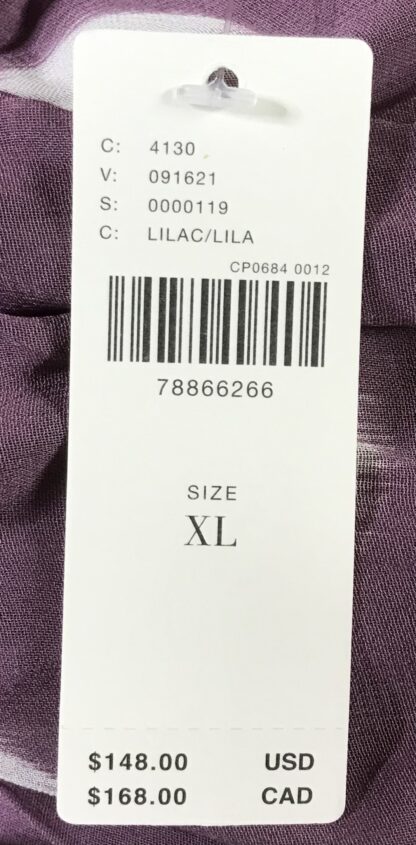 C: 4130
V: 091621
S: 0000119
C: LILAC/LILA
CP0684 0012
78866266
SIZE
XL
$148.00 USD
$168.00 CAD